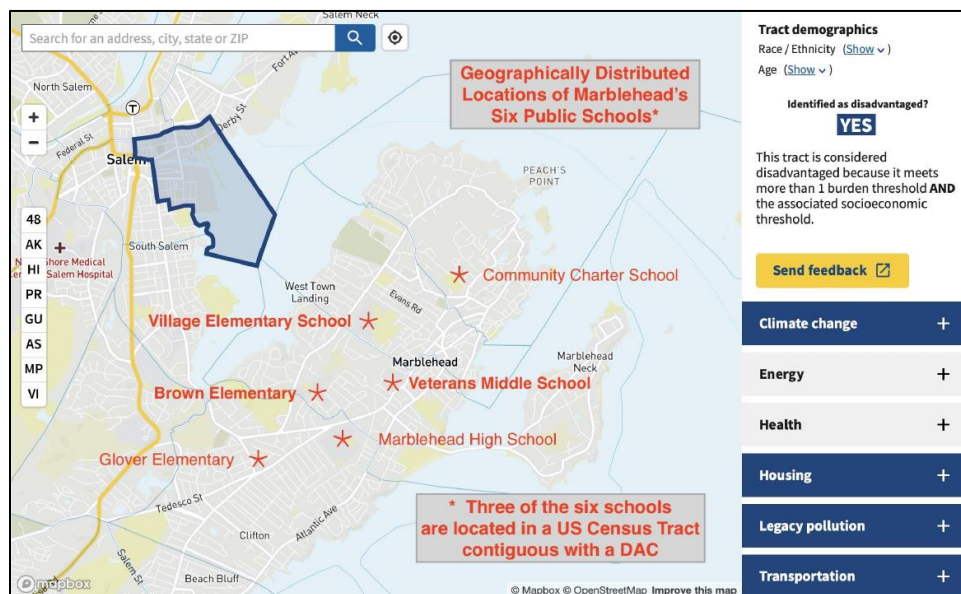 Search for an address, city, state or ZIP
Salem Neck
Fort Av
North Salem
T
Derby St
Federal St
Salem
+
−
48
AK
HI
PR
GU
AS
MP
VI
South Salem
Shore Medical
Salem Hospital
Geographically Distributed
Locations of Marblehead's
Six Public Schools*
PEACH'S
POINT
Community Charter School
West Town
Landing
Evans Rd
Village Elementary School
Marblehead
Marblehead
Neck
Veterans Middle School
Brown Elementary
Marblehead High School
Glover Elementary
Tedesco St
Atlantic Ave
Clifton
Salem St
Beach Bluff
* Three of the six schools
are located in a US Census Tract
contiguous with a DAC
mapbox
© Mapbox © OpenStreetMap Improve this map
Tract demographics
Race / Ethnicity (Show)
Age (Show)
Identified as disadvantaged?
YES
This tract is considered
disadvantaged because it meets
more than 1 burden threshold AND
the associated socioeconomic
threshold.
Send feedback
Climate change +
Energy +
Health +
Housing +
Legacy pollution +
Transportation +